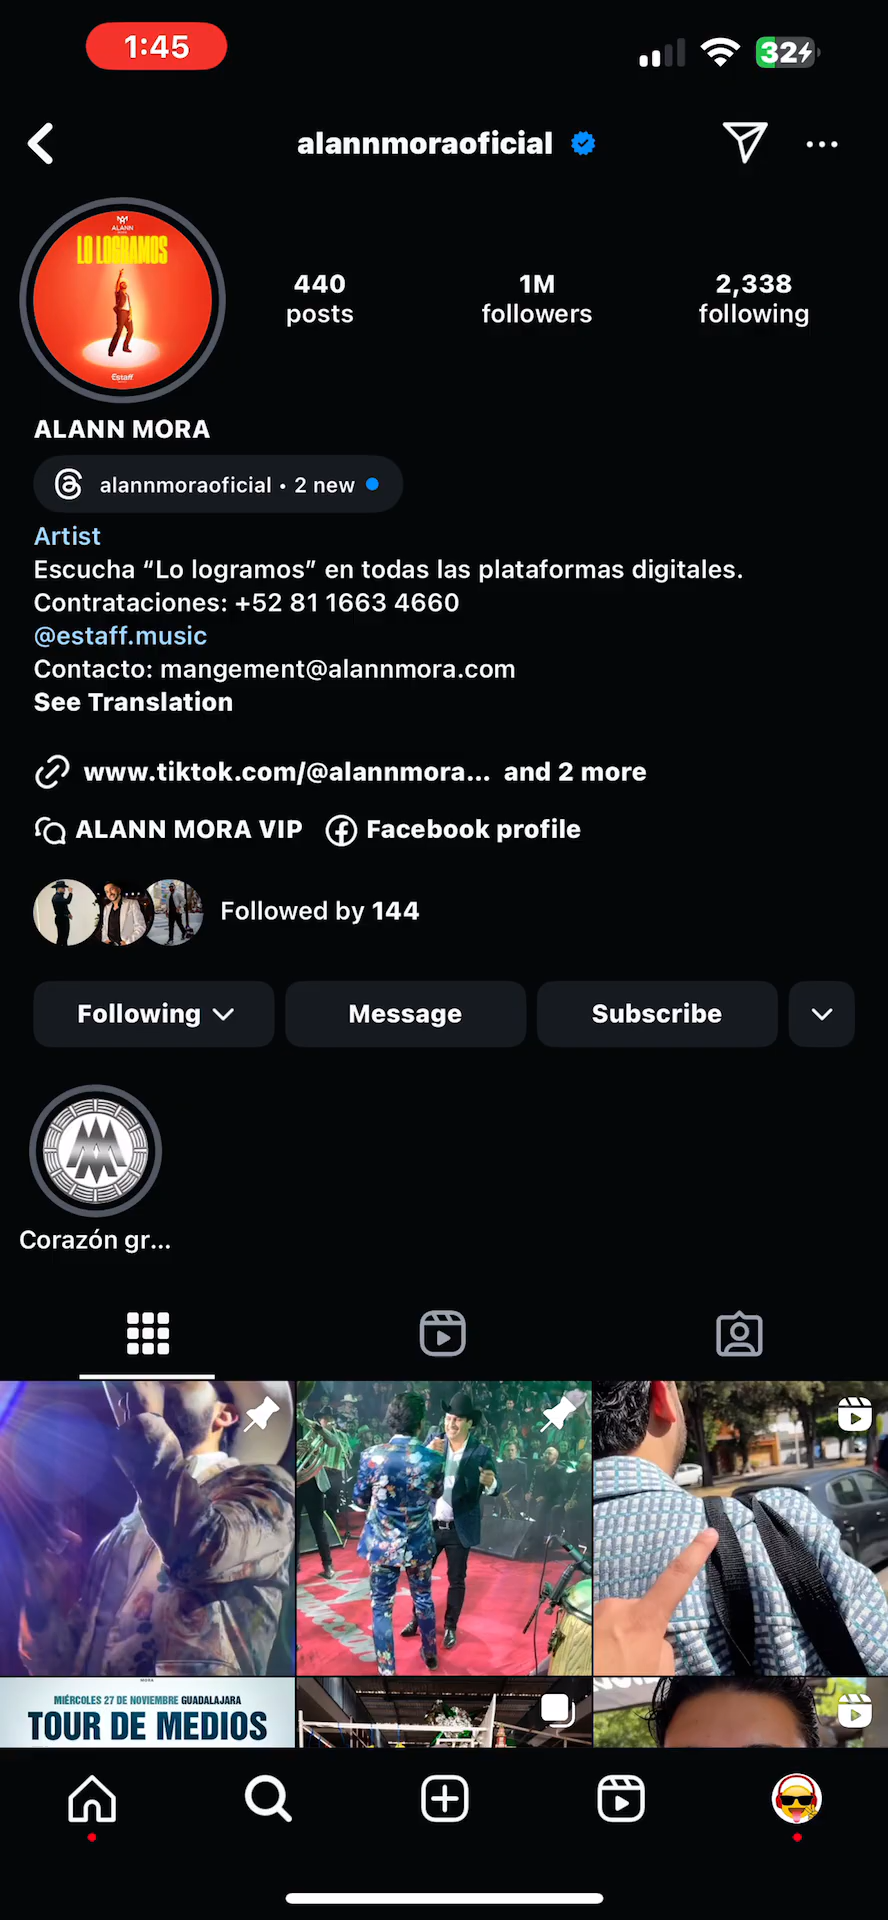 1:45
32
alannmoraoficial
ALANN
LO LOGRAMOS
Estaff
440
posts
1M
followers
2,338
following
ALANN MORA
alannmoraoficial • 2 new
Artist
Escucha “Lo logramos” en todas las plataformas digitales.
Contrataciones: +52 81 1663 4660
@estaff.music
Contacto: mangement@alannmora.com
See Translation
www.tiktok.com/@alannmora... and 2 more
ALANN MORA VIP
Facebook profile
Followed by 144
Following
Message
Subscribe
Corazón gr...
MORA
MIÉRCOLES 27 DE NOVIEMBRE GUADALAJARA
TOUR DE MEDIOS